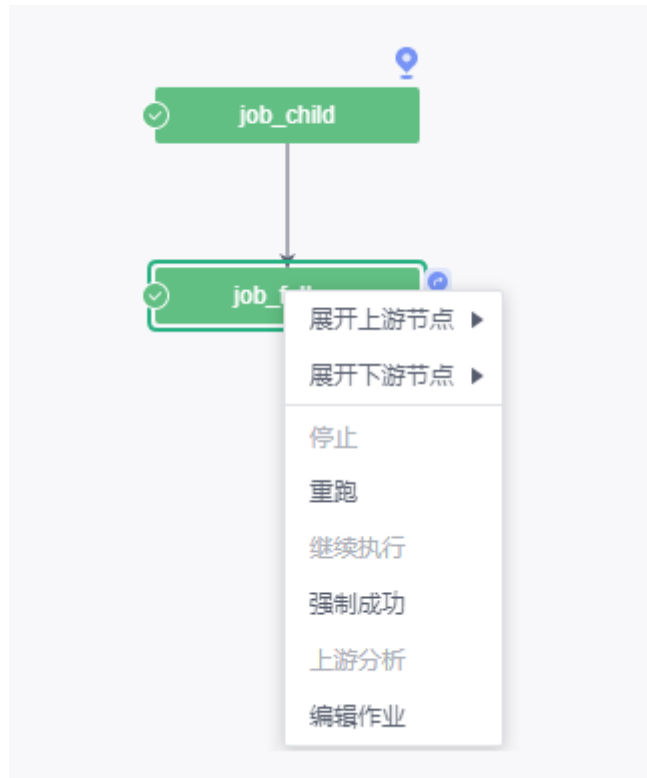 job_child
展开上游节点
展开下游节点
停止
重跑
继续执行
强制成功
上游分析
编辑作业